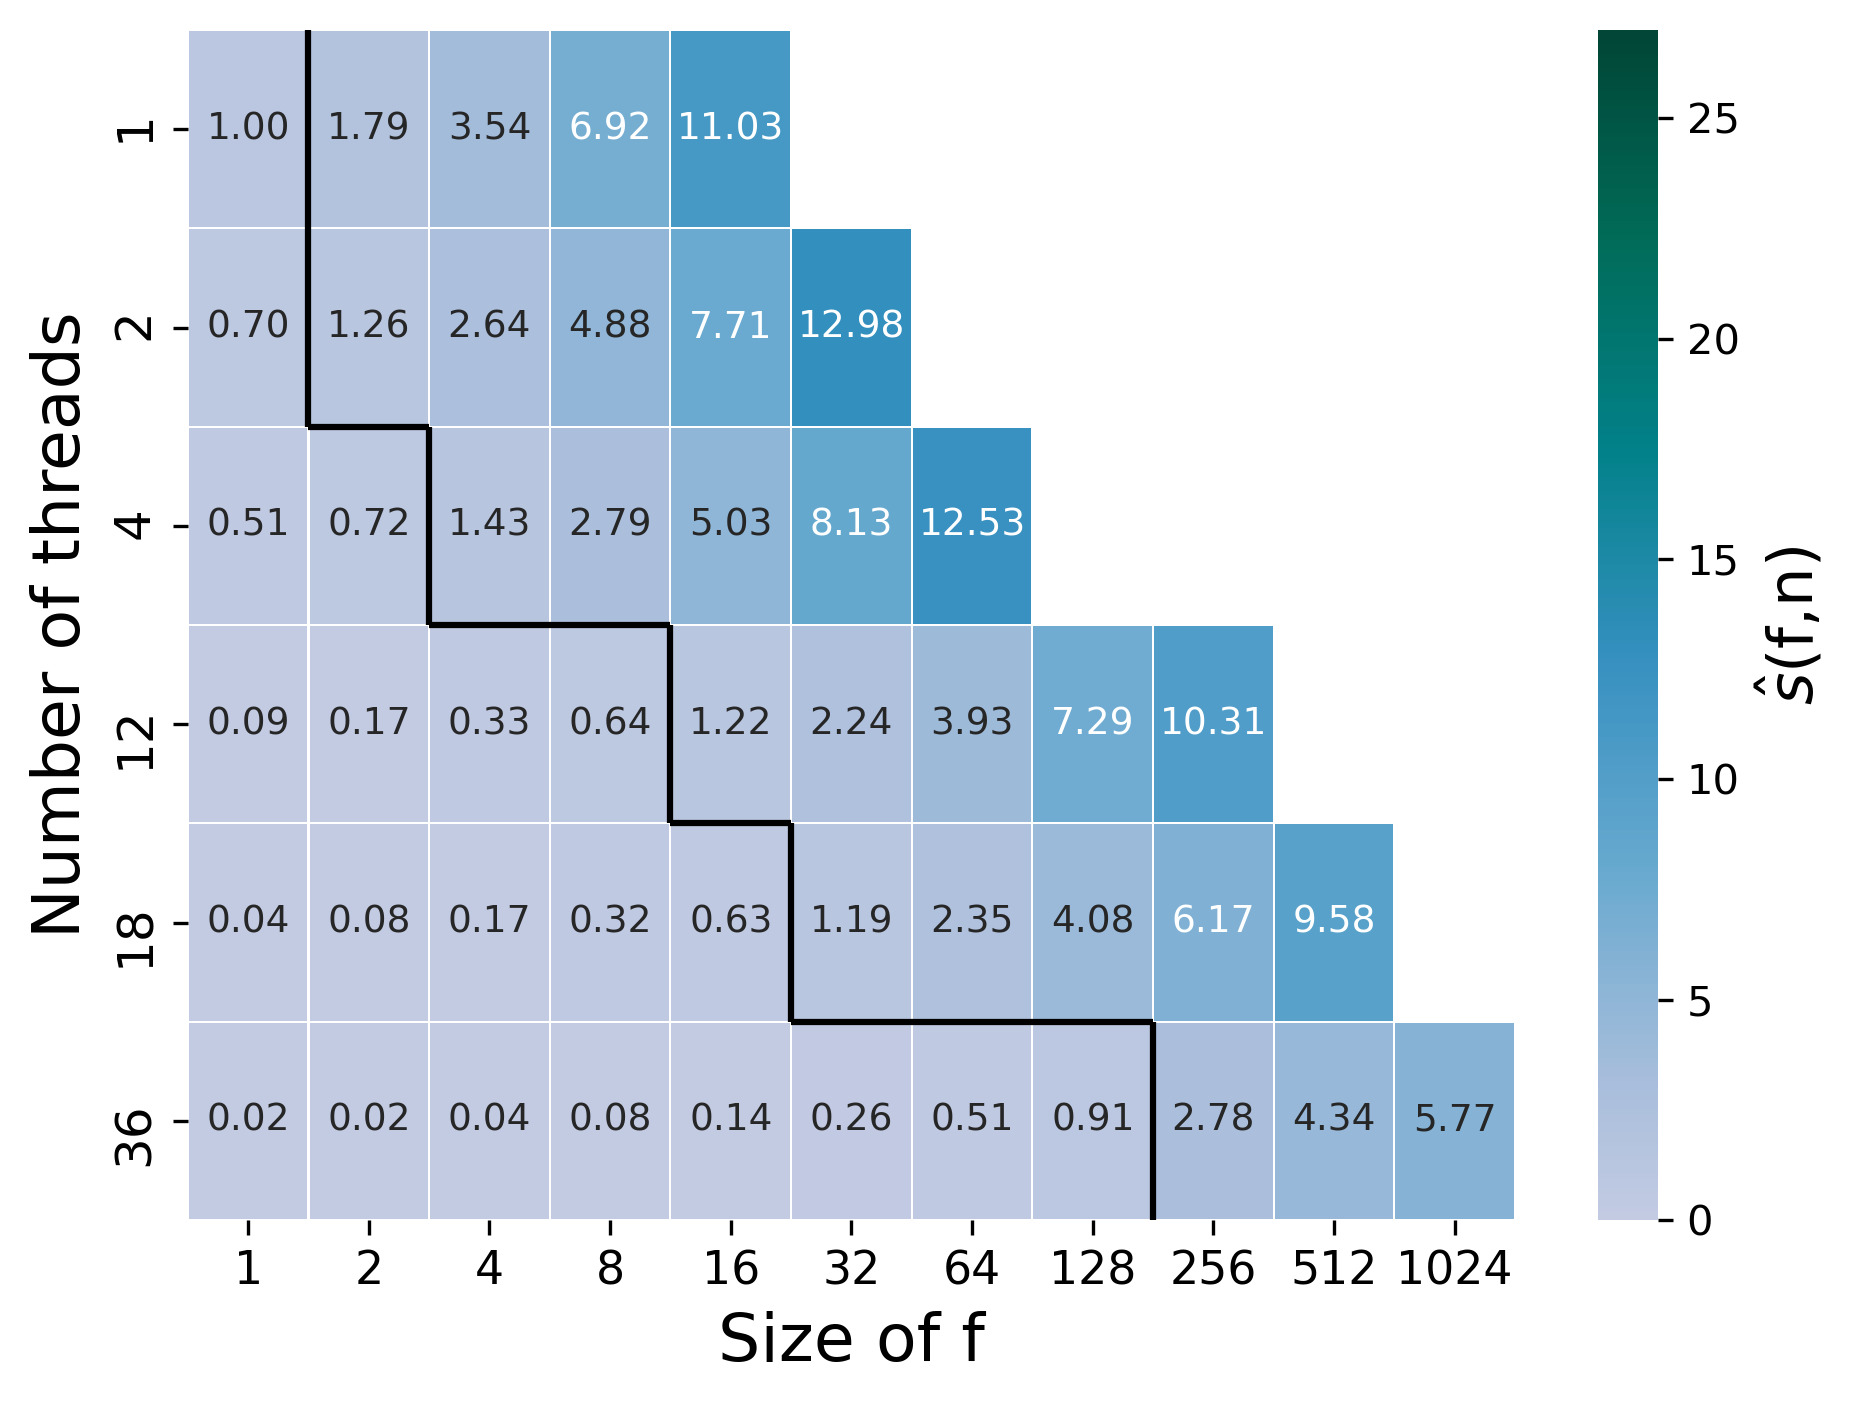 Number of threads
1 1.00 1.79 3.54 6.92 11.03
2 0.70 1.26 2.64 4.88 7.71 12.98
4 0.51 0.72 1.43 2.79 5.03 8.13 12.53
12 0.09 0.17 0.33 0.64 1.22 2.24 3.93 7.29 10.31
18 0.04 0.08 0.17 0.32 0.63 1.19 2.35 4.08 6.17 9.58
36 0.02 0.02 0.04 0.08 0.14 0.26 0.51 0.91 2.78 4.34 5.77
1 2 4 8 16 32 64 128 256 512 1024
Size of f
25
20
15
10
5
0
ŝ(f,n)